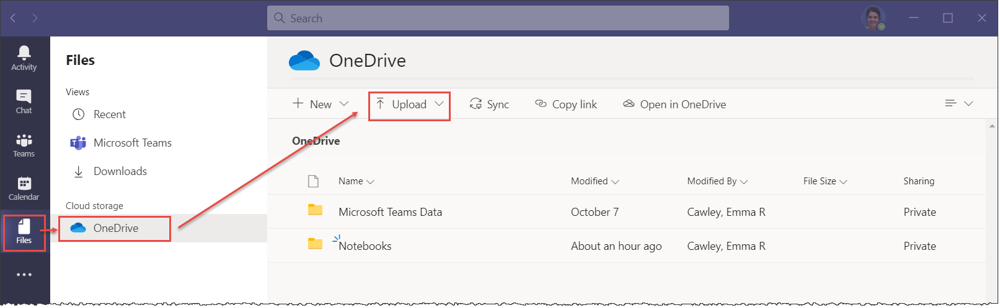 Search
Activity
Chat
Teams
Calendar
Files
Files
Views
Recent
Microsoft Teams
Downloads
Cloud storage
OneDrive
OneDrive
New Upload Sync Copy link Open in OneDrive
OneDrive
Name Modified Modified By File Size Sharing
Microsoft Teams Data October 7 Cawley, Emma R Private
Notebooks About an hour ago Cawley, Emma R Private